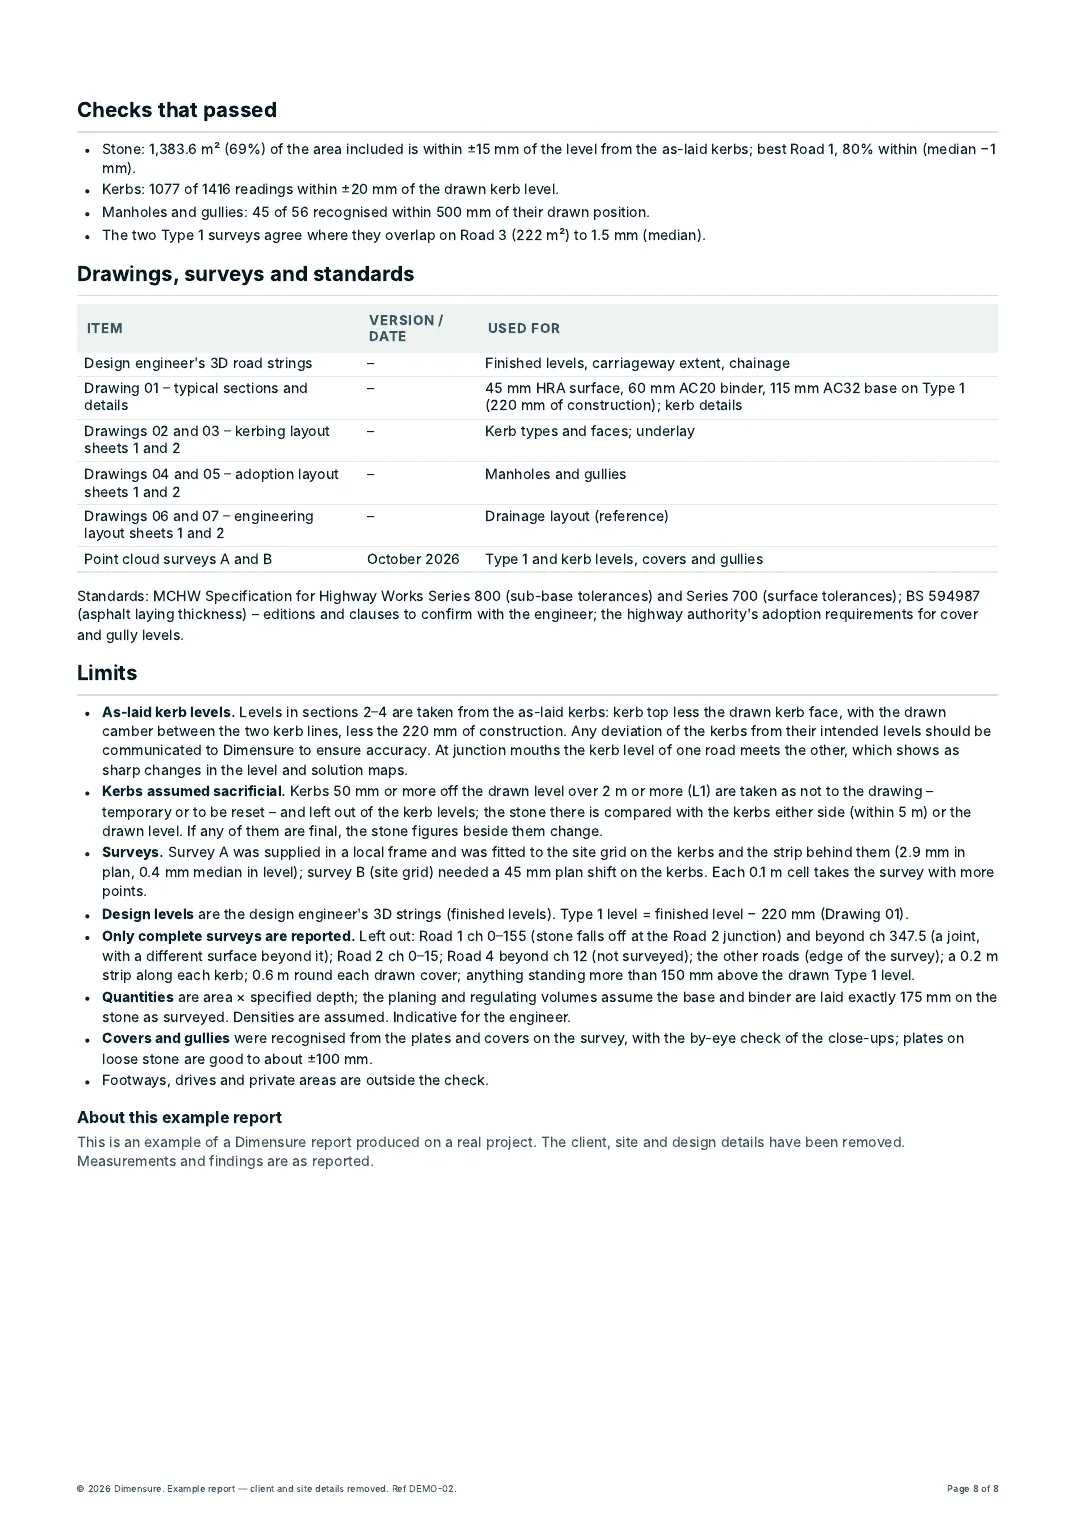 Checks that passed
• Stone: 1,383.6 m² (69%) of the area included is within ±15 mm of the level from the as-laid kerbs; best Road 1, 80% within (median −1
mm).
• Kerbs: 1077 of 1416 readings within ±20 mm of the drawn kerb level.
• Manholes and gullies: 45 of 56 recognised within 500 mm of their drawn position.
• The two Type 1 surveys agree where they overlap on Road 3 (222 m²) to 1.5 mm (median).
Drawings, surveys and standards
ITEM VERSION / DATE USED FOR
Design engineer's 3D road strings – Finished levels, carriageway extent, chainage
Drawing 01 – typical sections and – 45 mm HRA surface, 60 mm AC20 binder, 115 mm AC32 base on Type 1
details (220 mm of construction); kerb details
Drawings 02 and 03 – kerbing layout – Kerb types and faces; underlay
sheets 1 and 2
Drawings 04 and 05 – adoption layout – Manholes and gullies
sheets 1 and 2
Drawings 06 and 07 – engineering – Drainage layout (reference)
layout sheets 1 and 2
Point cloud surveys A and B October 2026 Type 1 and kerb levels, covers and gullies
Standards: MCHW Specification for Highway Works Series 800 (sub-base tolerances) and Series 700 (surface tolerances); BS 594987
(asphalt laying thickness) – editions and clauses to confirm with the engineer; the highway authority's adoption requirements for cover
and gully levels.
Limits
• As-laid kerb levels. Levels in sections 2–4 are taken from the as-laid kerbs: kerb top less the drawn kerb face, with the drawn
camber between the two kerb lines, less the 220 mm of construction. Any deviation of the kerbs from their intended levels should be
communicated to Dimensure to ensure accuracy. At junction mouths the kerb level of one road meets the other, which shows as
sharp changes in the level and solution maps.
• Kerbs assumed sacrificial. Kerbs 50 mm or more off the drawn level over 2 m or more (L1) are taken as not to the drawing –
temporary or to be reset – and left out of the kerb levels; the stone there is compared with the kerbs either side (within 5 m) or the
drawn level. If any of them are final, the stone figures beside them change.
• Surveys. Survey A was supplied in a local frame and was fitted to the site grid on the kerbs and the strip behind them (2.9 mm in
plan, 0.4 mm median in level); survey B (site grid) needed a 45 mm plan shift on the kerbs. Each 0.1 m cell takes the survey with more
points.
• Design levels are the design engineer's 3D strings (finished levels). Type 1 level = finished level − 220 mm (Drawing 01).
• Only complete surveys are reported. Left out: Road 1 ch 0–155 (stone falls off at the Road 2 junction) and beyond ch 347.5 (a joint,
with a different surface beyond it); Road 2 ch 0–15; Road 4 beyond ch 12 (not surveyed); the other roads (edge of the survey); a 0.2 m
strip along each kerb; 0.6 m round each drawn cover; anything standing more than 150 mm above the drawn Type 1 level.
• Quantities are area × specified depth; the planing and regulating volumes assume the base and binder are laid exactly 175 mm on the
stone as surveyed. Densities are assumed. Indicative for the engineer.
• Covers and gullies were recognised from the plates and covers on the survey, with the by-eye check of the close-ups; plates on
loose stone are good to about ±100 mm.
• Footways, drives and private areas are outside the check.
About this example report
This is an example of a Dimensure report produced on a real project. The client, site and design details have been removed.
Measurements and findings are as reported.
© 2026 Dimensure. Example report — client and site details removed. Ref DEMO-02. Page 8 of 8